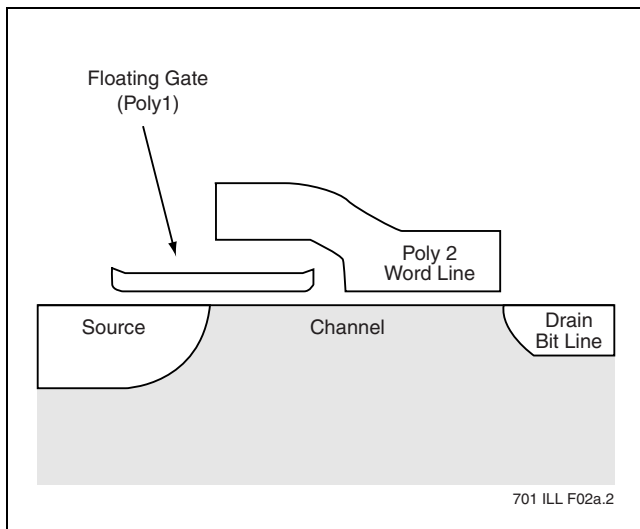 Floating Gate
(Poly1)
Poly 2
Word Line
Source
Channel
Drain
Bit Line
701 ILL F02a.2